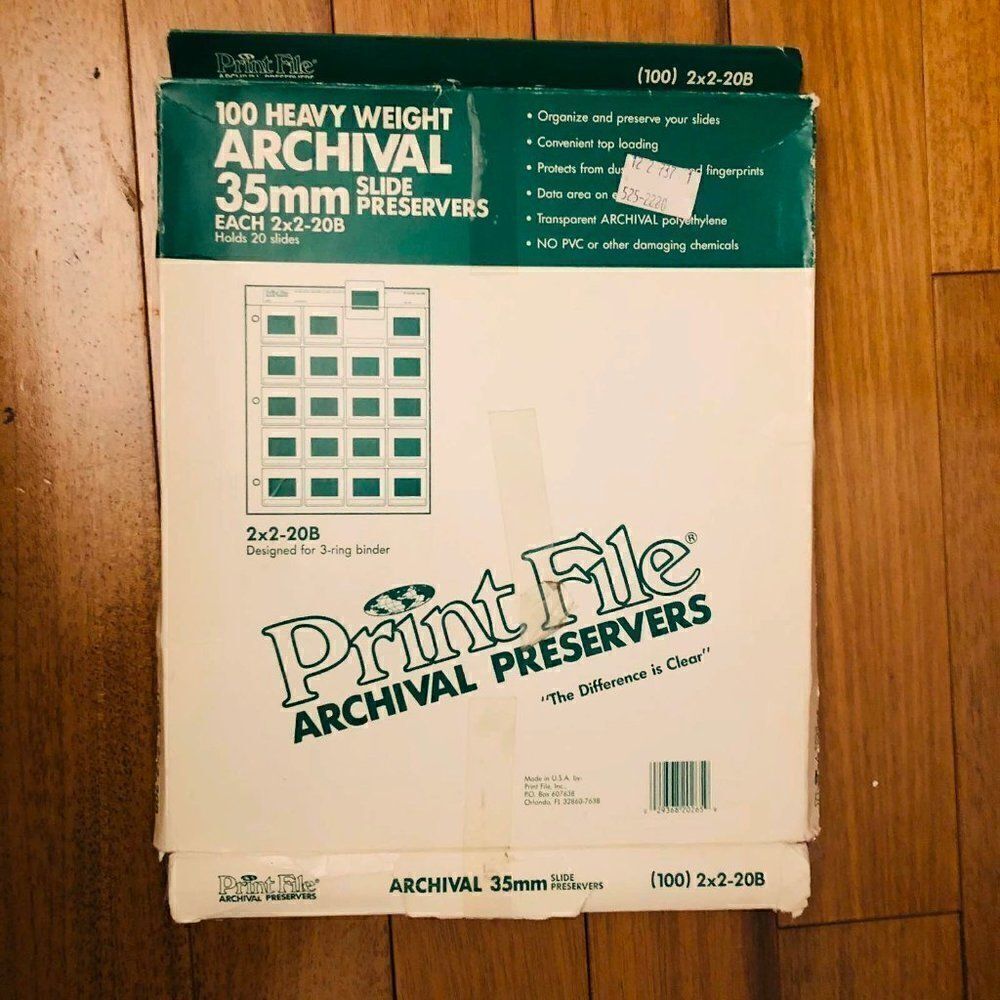 Print File®
ARCHIVAL PRESERVERS
(100) 2x2-20B
100 HEAVY WEIGHT
ARCHIVAL
35mm SLIDE PRESERVERS
EACH 2x2-20B
Holds 20 slides
• Organize and preserve your slides
• Convenient top loading
• Protects from fingerprints
• Data area on
525-2220
• Transparent ARCHIVAL polyethylene
• NO PVC or other damaging chemicals
2x2-20B
Designed for 3-ring binder
Print File®
ARCHIVAL PRESERVERS
"The Difference is Clear"
Made in U.S.A. by:
Print File, Inc.
P.O. Box 607638
Orlando, FL 32860-7638
Print File®
ARCHIVAL PRESERVERS
ARCHIVAL 35mm SLIDE PRESERVERS
(100) 2x2-20B